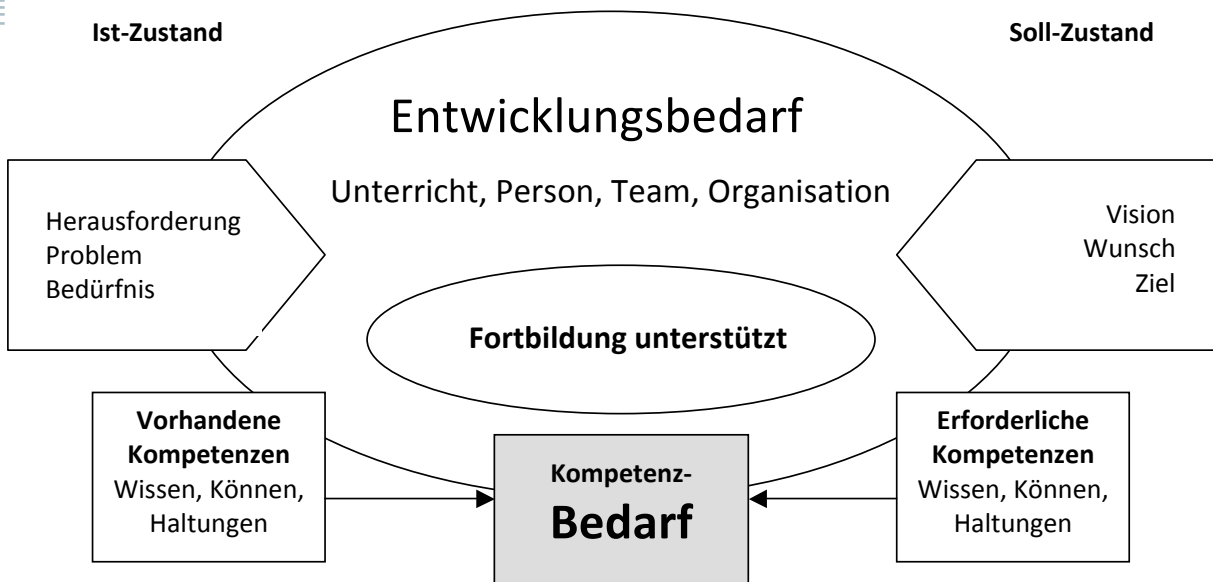 Ist-Zustand
Soll-Zustand
Entwicklungsbedarf
Unterricht, Person, Team, Organisation
Herausforderung
Problem
Bedürfnis
Vision
Wunsch
Ziel
Fortbildung unterstützt
Vorhandene
Kompetenzen
Wissen, Können,
Haltungen
Kompetenz-
Bedarf
Erforderliche
Kompetenzen
Wissen, Können,
Haltungen